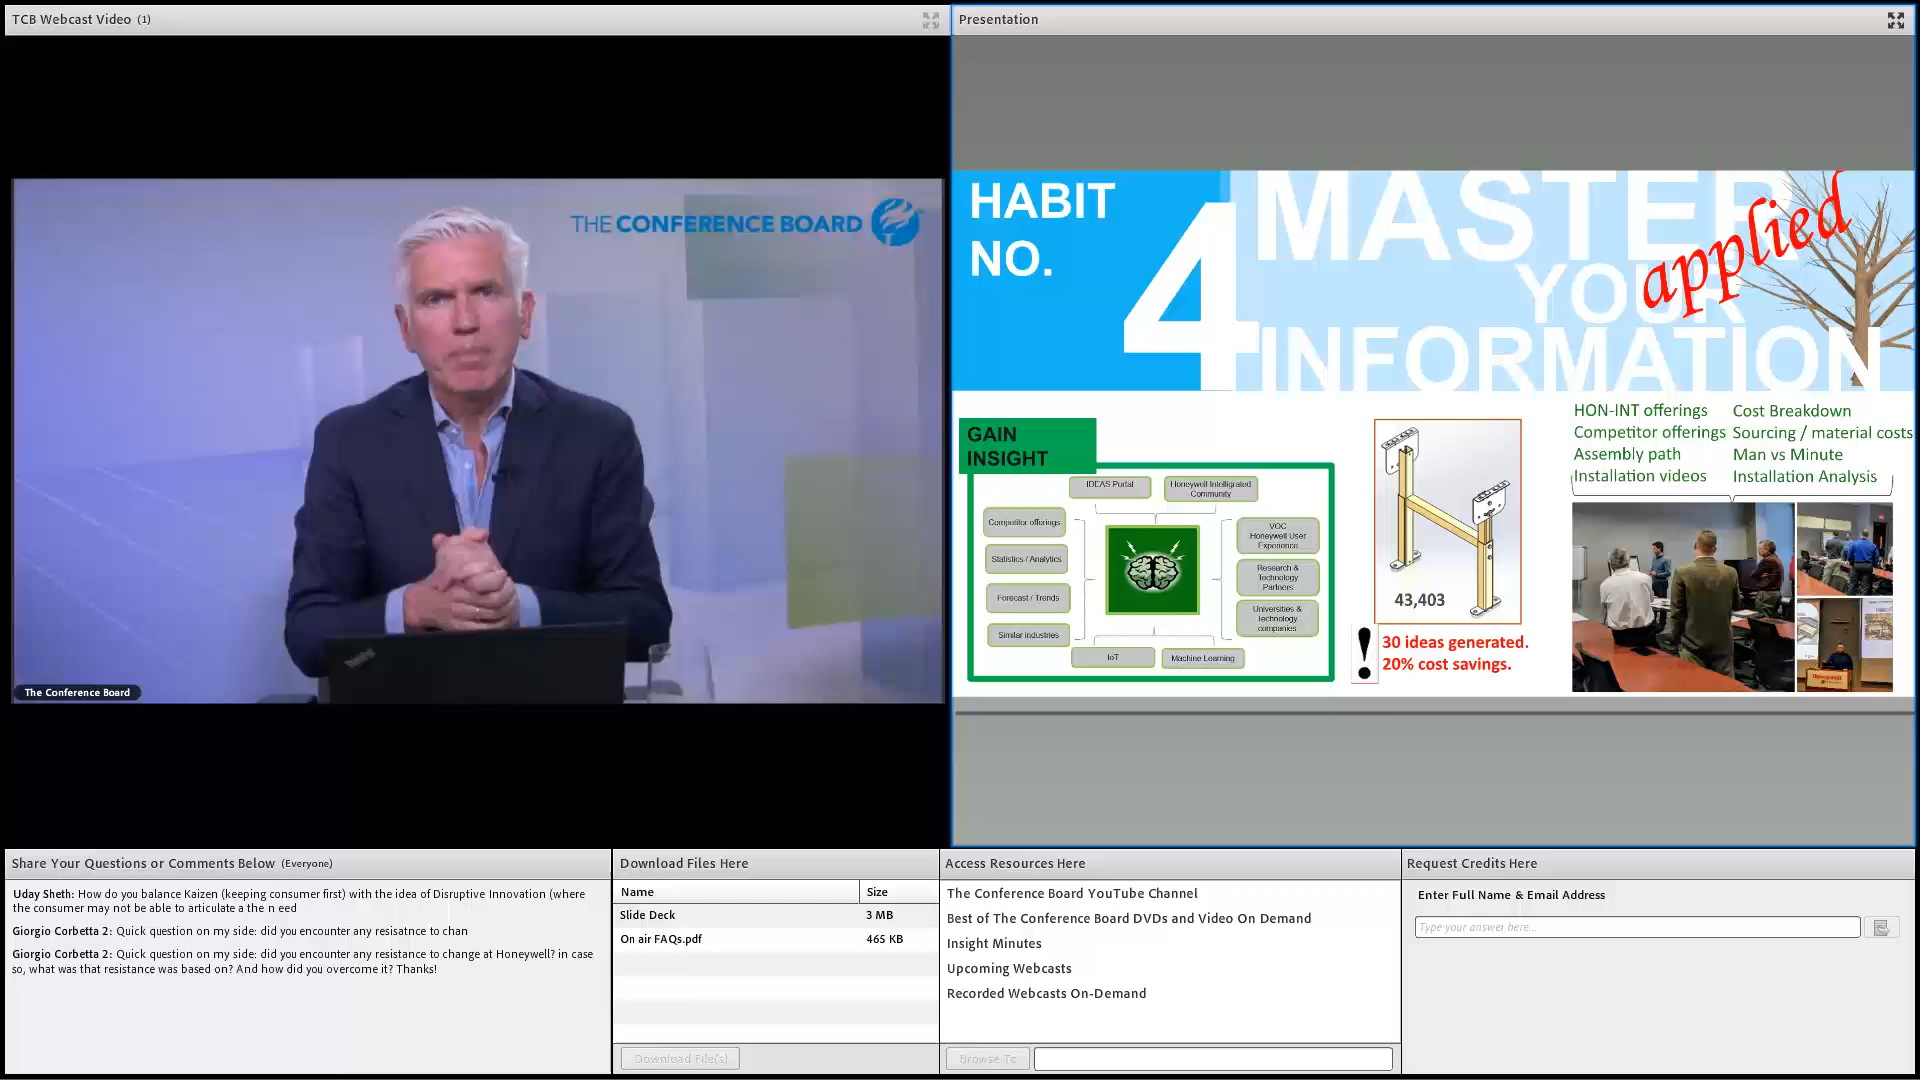 TCB Webcast Video (1)
THE CONFERENCE BOARD
The Conference Board
Presentation
HABIT
NO.
4
MASTER
YOUR
INFORMATION
applied
GAIN
INSIGHT
IDEAS Portal
Honeywell Intelligrated
Community
Competitor offerings
Statistics / Analytics
Forecast / Trends
Similar industries
VOC
Honeywell User
Experience
Research &
Technology
Partners
Universities &
Technology
companies
IoT
Machine Learning
43,403
30 ideas generated.
20% cost savings.
HON-INT offerings
Competitor offerings
Assembly path
Installation videos
Cost Breakdown
Sourcing / material costs
Man vs Minute
Installation Analysis
Honeywell
Share Your Questions or Comments Below (Everyone)
Uday Sheth: How do you balance Kaizen (keeping consumer first) with the idea of Disruptive Innovation (where
the consumer may not be able to articulate a the n eed
Giorgio Corbetta 2: Quick question on my side: did you encounter any resisatnce to chan
Giorgio Corbetta 2: Quick question on my side: did you encounter any resistance to change at Honeywell? in case
so, what was that resistance was based on? And how did you overcome it? Thanks!
Download Files Here
Name Size
Slide Deck 3 MB
On air FAQs.pdf 465 KB
Download File(s)
Access Resources Here
The Conference Board YouTube Channel
Best of The Conference Board DVDs and Video On Demand
Insight Minutes
Upcoming Webcasts
Recorded Webcasts On-Demand
Browse To
Request Credits Here
Enter Full Name & Email Address
Type your answer here...